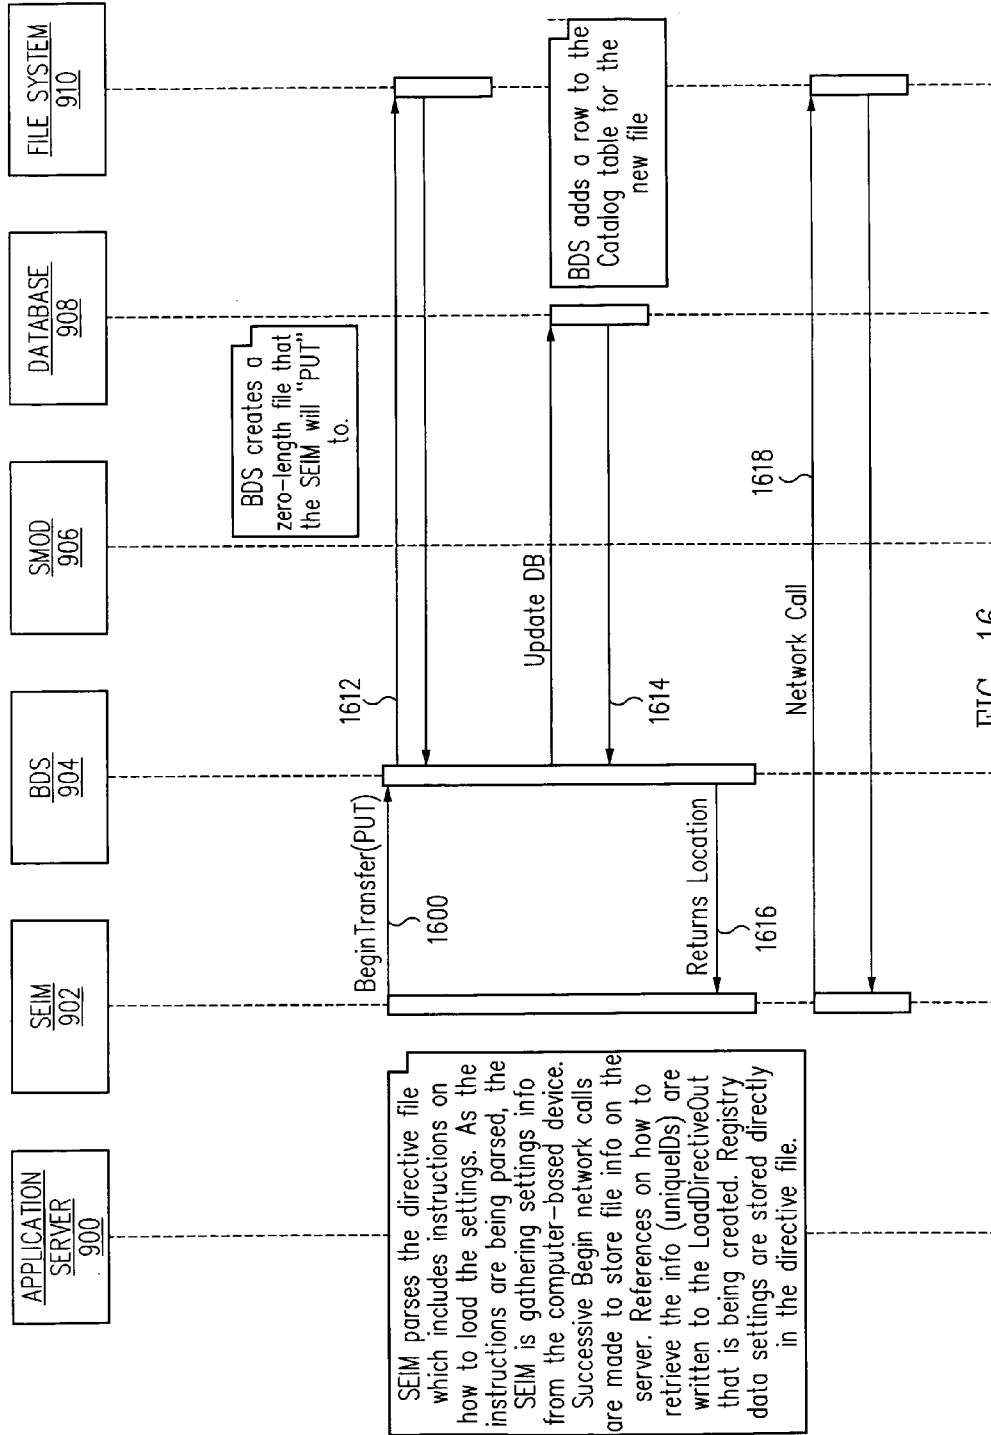 APPLICATION
SERVER
900
SEIM
902
BDS
904
SMOD
906
DATABASE
908
FILE SYSTEM
910
SEIM parses the directive file
which includes instructions on
how to load the settings. As the
instructions are being parsed, the
SEIM is gathering settings info
from the computer-based device.
Successive Begin network calls
are made to store file info on the
server. References on how to
retrieve the info (uniqueIDs) are
written to the LoadDirectiveOut
that is being created. Registry
data settings are stored directly
in the directive file.
BeginTransfer(PUT)
1600
1612
BDS creates a
zero-length file that
the SEIM will "PUT"
to.
Update DB
1614
BDS adds a row to the
Catalog table for the
new file
Returns Location
1616
Network Call
1618
FIG. 16